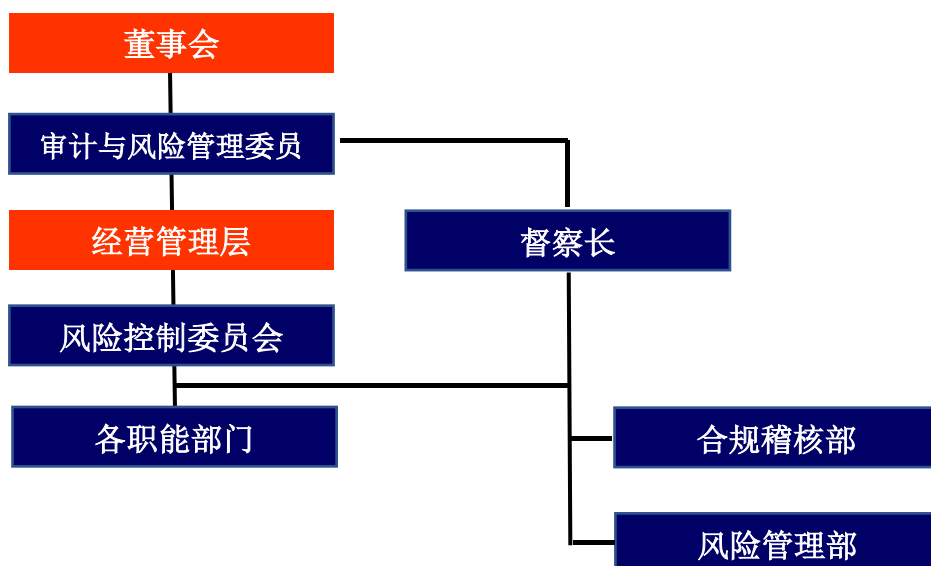 董事会
审计与风险管理委员
经营管理层
督察长
风险控制委员会
各职能部门
合规稽核部
风险管理部